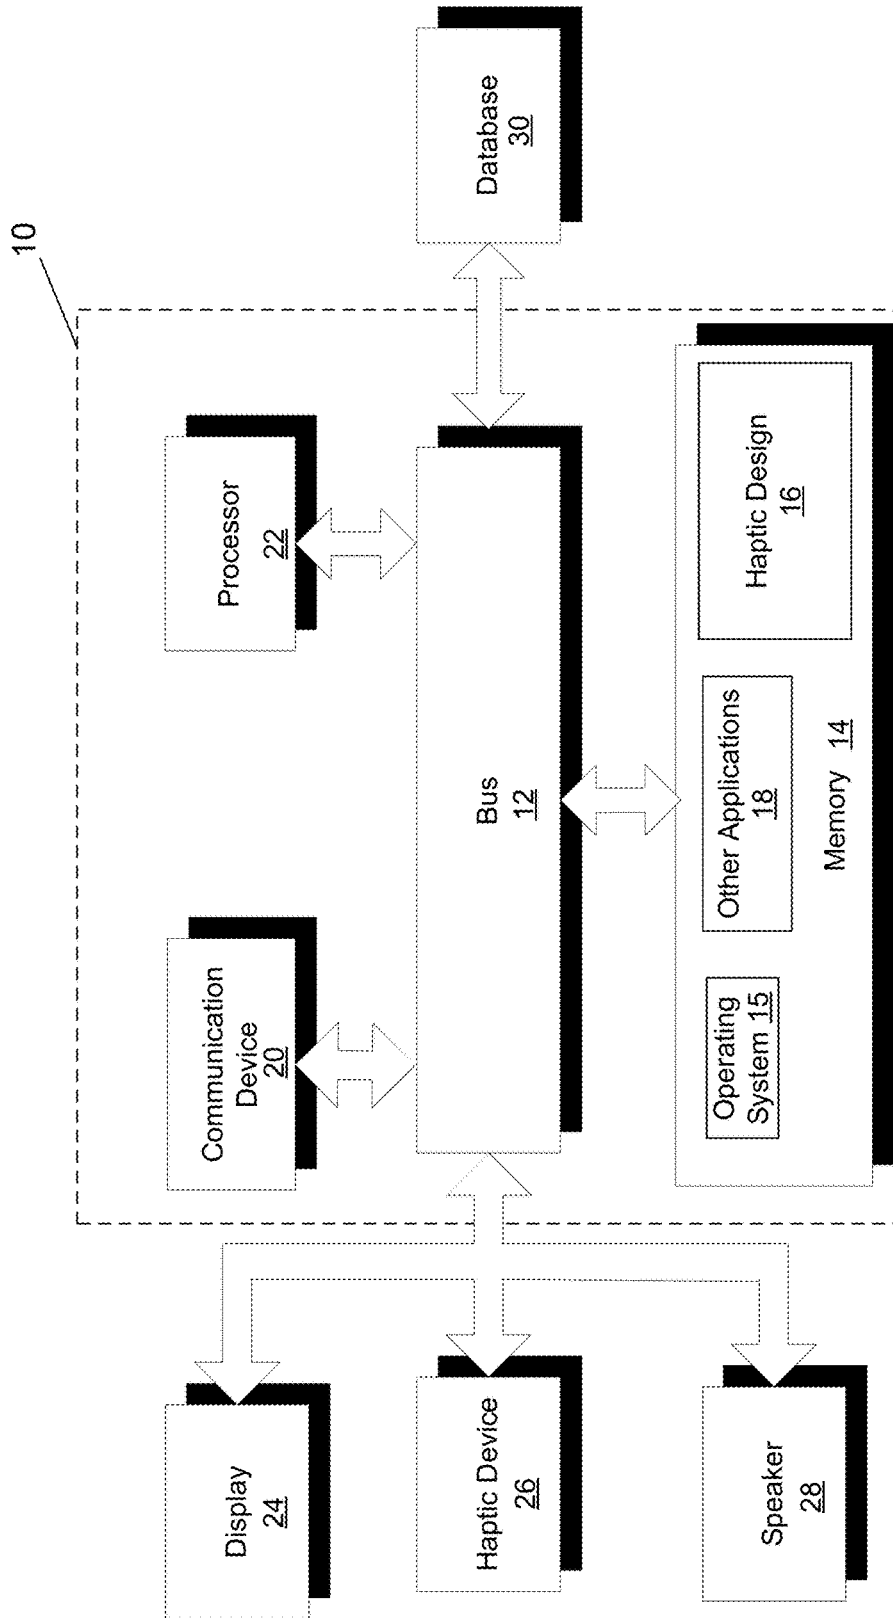 10
Display
24
Haptic Device
26
Speaker
28
Communication
Device
20
Processor
22
Bus
12
Operating
System 15
Other Applications
18
Haptic Design
16
Memory 14
Database
30